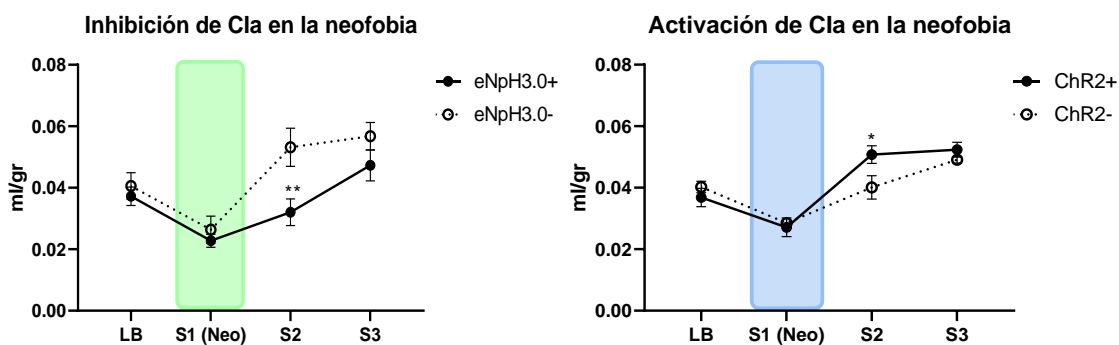 Inhibición de CIa en la neofobia
0.08
0.06
0.04
0.02
0.00
ml/gr
**
LB
S1 (Neo)
S2
S3
eNpH3.0+
eNpH3.0-
Activación de CIa en la neofobia
0.08
0.06
0.04
0.02
0.00
ml/gr
*
LB
S1 (Neo)
S2
S3
ChR2+
ChR2-